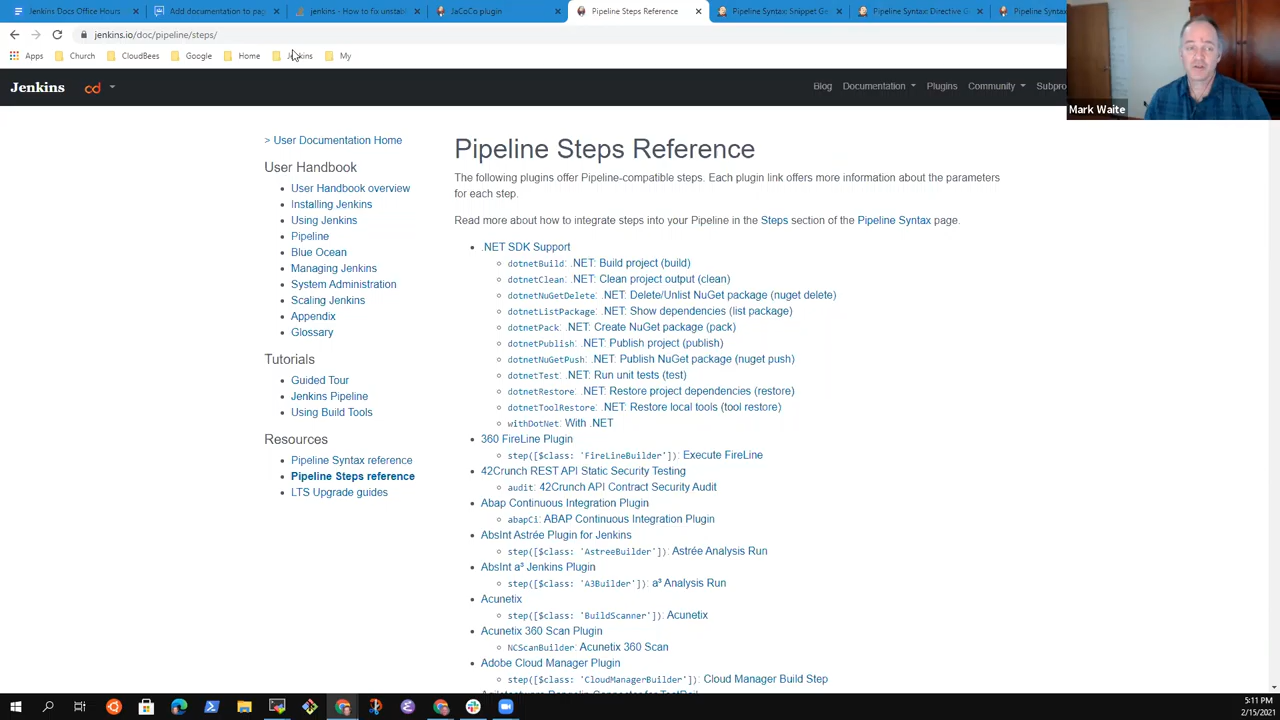 Jenkins Docs Office Hours
Add documentation to pa
jenkins - How to fix unstab
JaCoCo plugin
Pipeline Steps Reference
Pipeline Syntax: Snippet Ge
Pipeline Syntax: Directive G
Pipeline Syntax
jenkins.io/doc/pipeline/steps/
Apps
Church
CloudBees
Google
Home
Jenkins
My
Jenkins
cd
Blog
Documentation
Plugins
Community
Subpro
Mark Waite
> User Documentation Home
User Handbook
User Handbook overview
Installing Jenkins
Using Jenkins
Pipeline
Blue Ocean
Managing Jenkins
System Administration
Scaling Jenkins
Appendix
Glossary
Tutorials
Guided Tour
Jenkins Pipeline
Using Build Tools
Resources
Pipeline Syntax reference
Pipeline Steps reference
LTS Upgrade guides
Pipeline Steps Reference
The following plugins offer Pipeline-compatible steps. Each plugin link offers more information about the parameters
for each step.
Read more about how to integrate steps into your Pipeline in the Steps section of the Pipeline Syntax page.
.NET SDK Support
dotnetBuild: .NET: Build project (build)
dotnetClean: .NET: Clean project output (clean)
dotnetNuGetDelete: .NET: Delete/Unlist NuGet package (nuget delete)
dotnetListPackage: .NET: Show dependencies (list package)
dotnetPack: .NET: Create NuGet package (pack)
dotnetPublish: .NET: Publish project (publish)
dotnetNuGetPush: .NET: Publish NuGet package (nuget push)
dotnetTest: .NET: Run unit tests (test)
dotnetRestore: .NET: Restore project dependencies (restore)
dotnetToolRestore: .NET: Restore local tools (tool restore)
withDotNet: With .NET
360 FireLine Plugin
step([$class: 'FireLineBuilder']): Execute FireLine
42Crunch REST API Static Security Testing
audit: 42Crunch API Contract Security Audit
Abap Continuous Integration Plugin
abapCi: ABAP Continuous Integration Plugin
AbsInt Astrée Plugin for Jenkins
step([$class: 'AstreeBuilder']): Astrée Analysis Run
AbsInt a³ Jenkins Plugin
step([$class: 'A3Builder']): a³ Analysis Run
Acunetix
step([$class: 'BuildScanner']): Acunetix
Acunetix 360 Scan Plugin
NCScanBuilder: Acunetix 360 Scan
Adobe Cloud Manager Plugin
step([$class: 'CloudManagerBuilder']): Cloud Manager Build Step
5:11 PM
2/15/2021